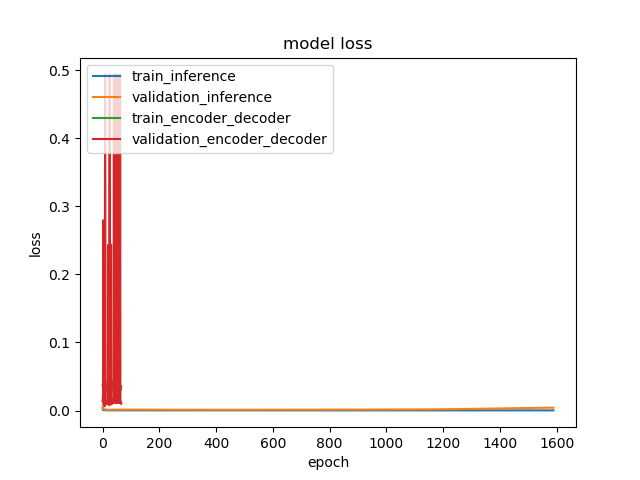 model loss
train_inference
validation_inference
train_encoder_decoder
validation_encoder_decoder
0.5
0.4
0.3
0.2
0.1
0.0
loss
0 200 400 600 800 1000 1200 1400 1600
epoch